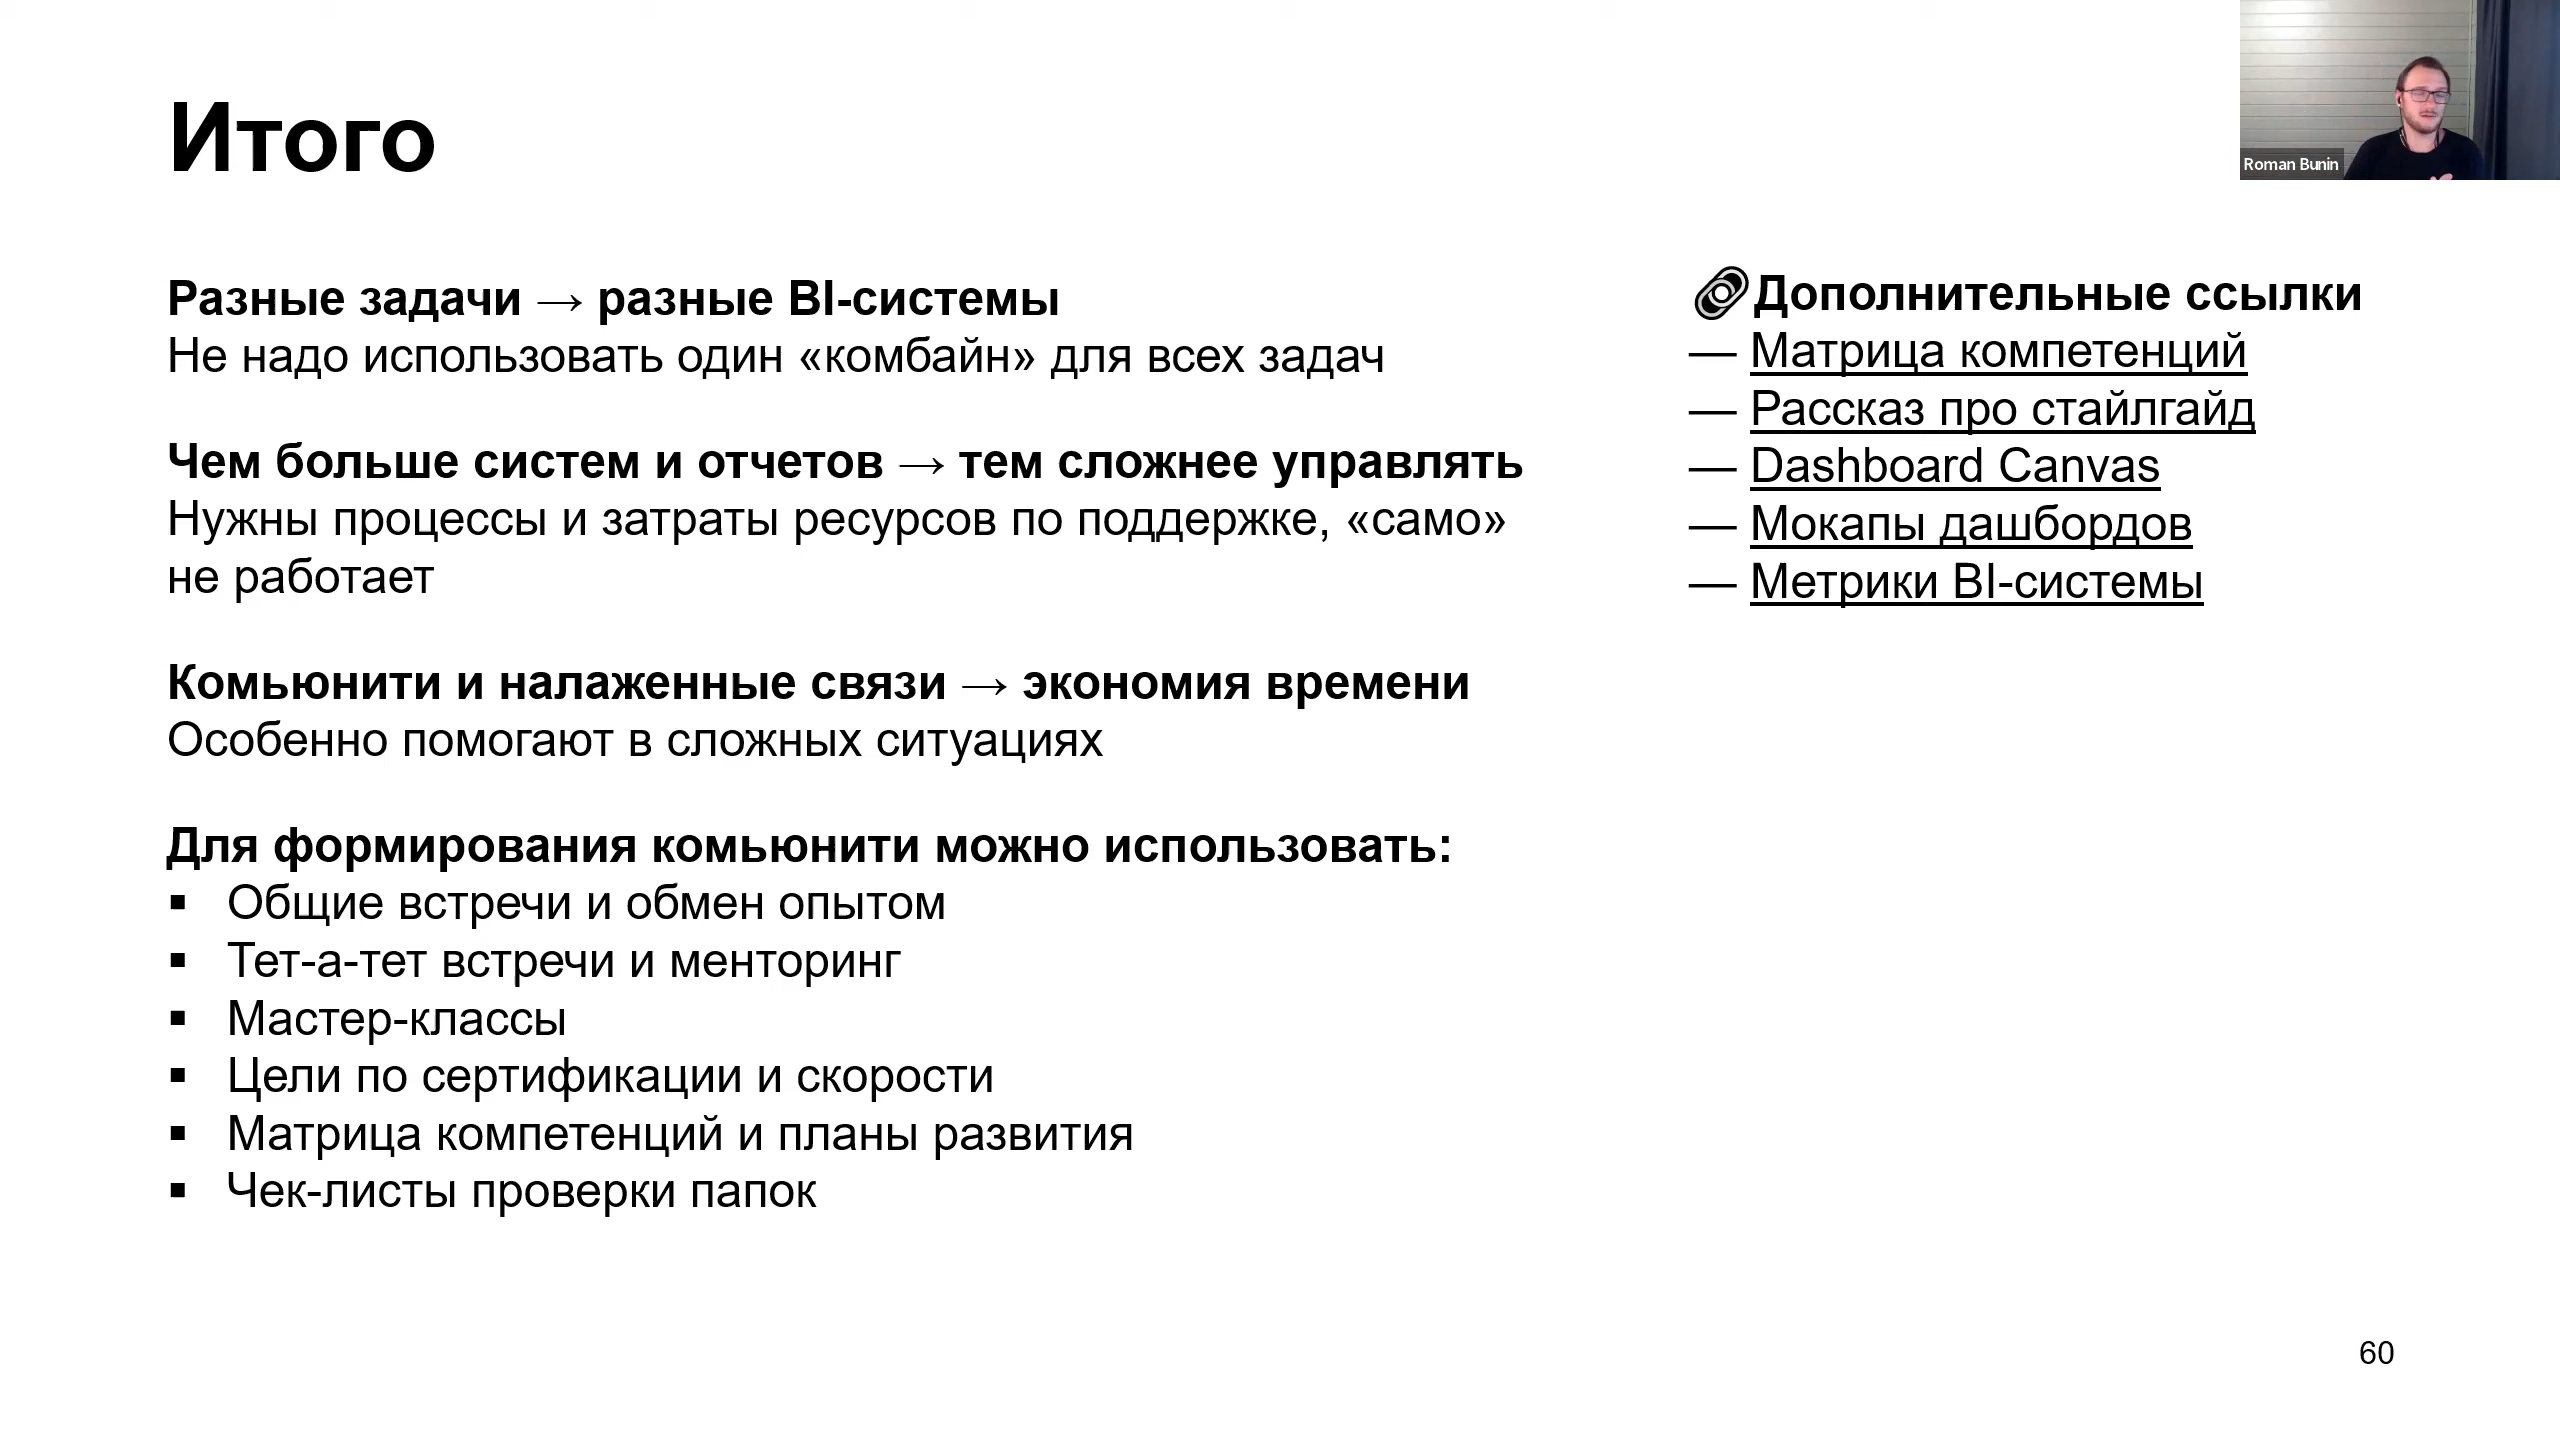 Итого
Разные задачи → разные BI-системы
Не надо использовать один «комбайн» для всех задач
Чем больше систем и отчетов → тем сложнее управлять
Нужны процессы и затраты ресурсов по поддержке, «само»
не работает
Комьюнити и налаженные связи → экономия времени
Особенно помогают в сложных ситуациях
Для формирования комьюнити можно использовать:
▪ Общие встречи и обмен опытом
▪ Тет-а-тет встречи и менторинг
▪ Мастер-классы
▪ Цели по сертификации и скорости
▪ Матрица компетенций и планы развития
▪ Чек-листы проверки папок
Дополнительные ссылки
— Матрица компетенций
— Рассказ про стайлгайд
— Dashboard Canvas
— Мокапы дашбордов
— Метрики BI-системы
Roman Bunin
60